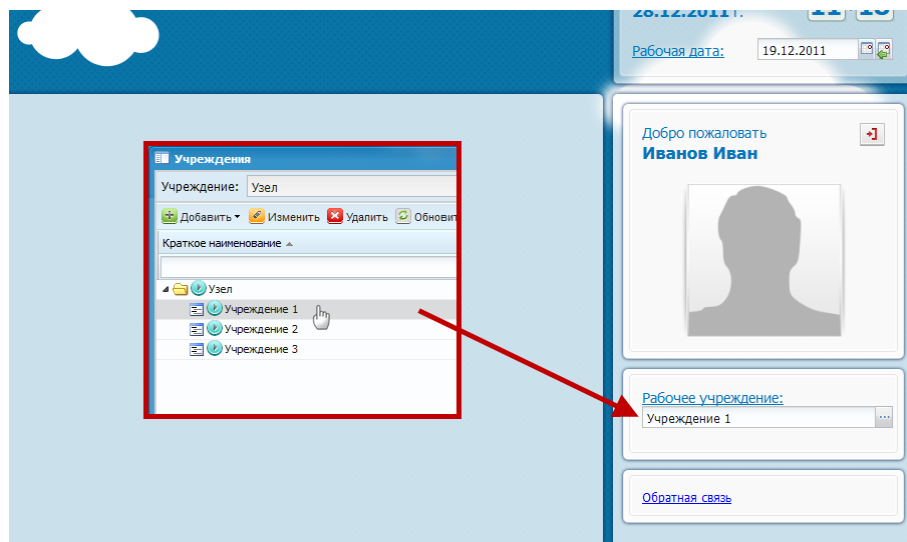 28.12.2011 г.
Рабочая дата: 19.12.2011
Добро пожаловать
Иванов Иван
Учреждения
Учреждение: Узел
Добавить Изменить Удалить
Краткое наименование
Узел
Учреждение 1
Учреждение 2
Учреждение 3
Рабочее учреждение:
Учреждение 1
Обратная связь